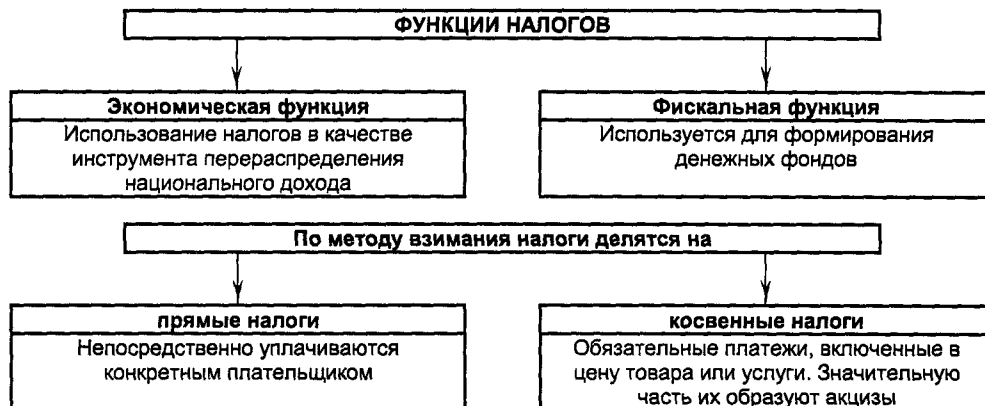 ФУНКЦИИ НАЛОГОВ
Экономическая функция
Использование налогов в качестве
инструмента перераспределения
национального дохода
Фискальная функция
Используется для формирования
денежных фондов
По методу взимания налоги делятся на
прямые налоги
Непосредственно уплачиваются
конкретным плательщиком
косвенные налоги
Обязательные платежи, включенные в
цену товара или услуги. Значительную
часть их образуют акцизы